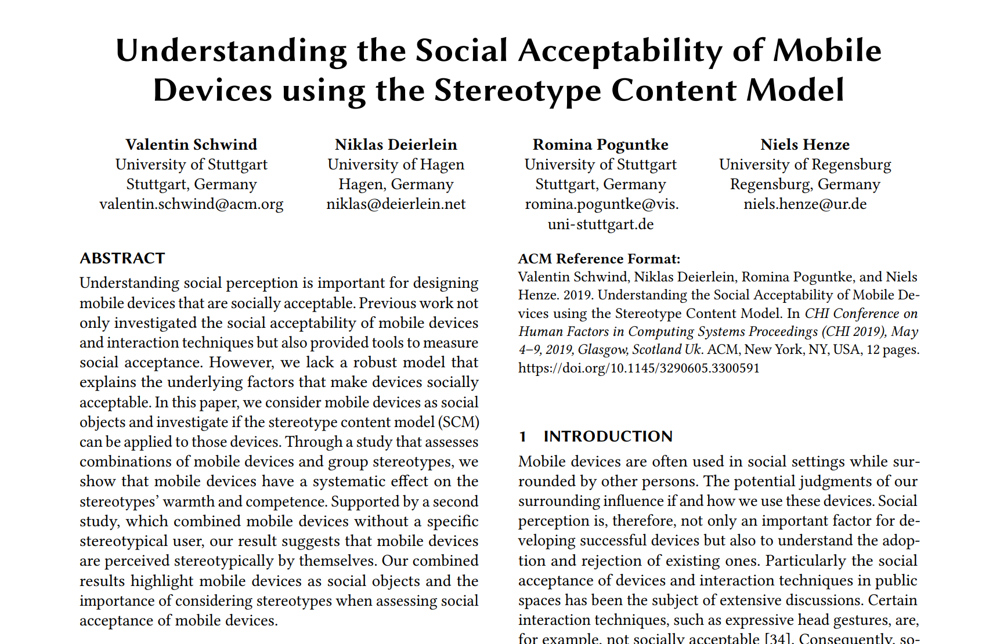 Understanding the Social Acceptability of Mobile
Devices using the Stereotype Content Model
Valentin Schwind
University of Stuttgart
Stuttgart, Germany
valentin.schwind@acm.org
Niklas Deierlein
University of Hagen
Hagen, Germany
niklas@deierlein.net
Romina Poguntke
University of Stuttgart
Stuttgart, Germany
romina.poguntke@vis.
uni-stuttgart.de
Niels Henze
University of Regensburg
Regensburg, Germany
niels.henze@ur.de
ABSTRACT
Understanding social perception is important for designing
mobile devices that are socially acceptable. Previous work not
only investigated the social acceptability of mobile devices
and interaction techniques but also provided tools to measure
social acceptance. However, we lack a robust model that
explains the underlying factors that make devices socially
acceptable. In this paper, we consider mobile devices as social
objects and investigate if the stereotype content model (SCM)
can be applied to those devices. Through a study that assesses
combinations of mobile devices and group stereotypes, we
show that mobile devices have a systematic effect on the
stereotypes’ warmth and competence. Supported by a second
study, which combined mobile devices without a specific
stereotypical user, our result suggests that mobile devices
are perceived stereotypically by themselves. Our combined
results highlight mobile devices as social objects and the
importance of considering stereotypes when assessing social
acceptance of mobile devices.
ACM Reference Format:
Valentin Schwind, Niklas Deierlein, Romina Poguntke, and Niels
Henze. 2019. Understanding the Social Acceptability of Mobile De-
vices using the Stereotype Content Model. In CHI Conference on
Human Factors in Computing Systems Proceedings (CHI 2019), May
4–9, 2019, Glasgow, Scotland Uk. ACM, New York, NY, USA, 12 pages.
https://doi.org/10.1145/3290605.3300591
1 INTRODUCTION
Mobile devices are often used in social settings while sur-
rounded by other persons. The potential judgments of our
surrounding influence if and how we use these devices. Social
perception is, therefore, not only an important factor for de-
veloping successful devices but also to understand the adop-
tion and rejection of existing ones. Particularly the social
acceptance of devices and interaction techniques in public
spaces has been the subject of extensive discussions. Certain
interaction techniques, such as expressive head gestures, are,
for example, not socially acceptable [34]. Consequently, so-